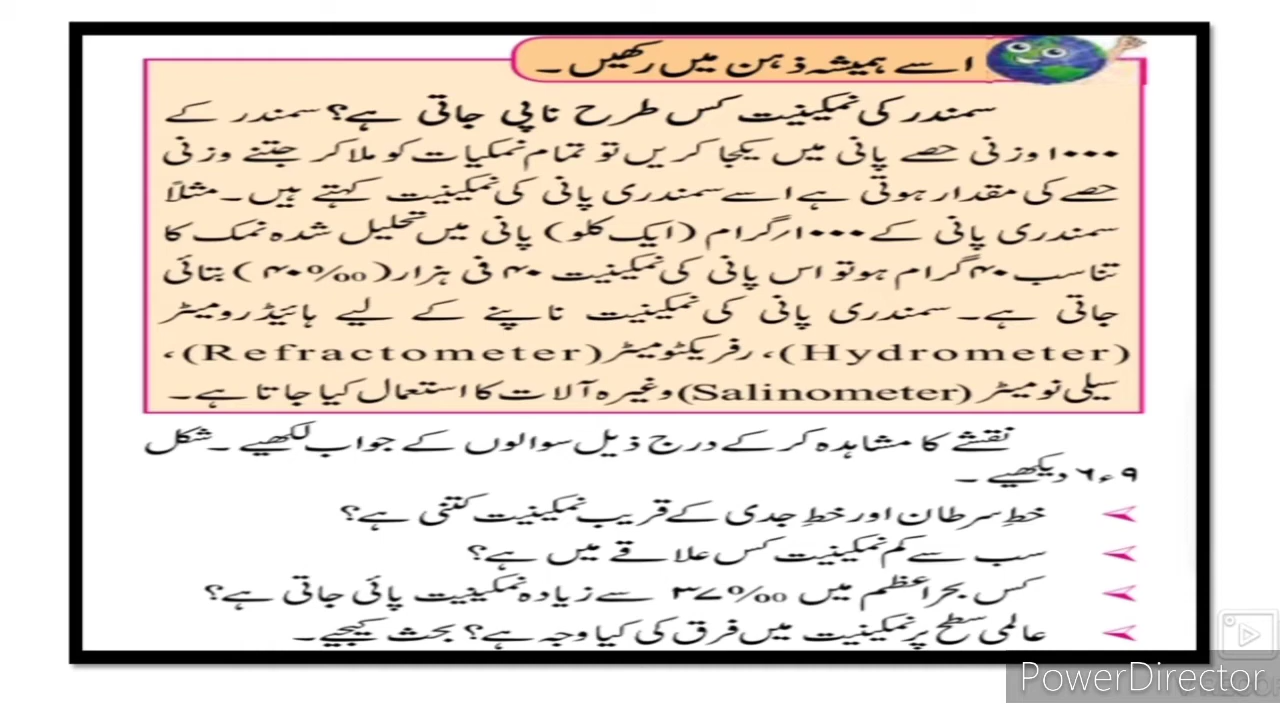 اسے ہمیشہ ذہن میں رکھیں۔
سمندر کی نمکینیت کس طرح ناپی جاتی ہے؟ سمندر کے
۱۰۰۰ وزنی حصے پانی میں یکجا کریں تو تمام نمکیات کو ملا کر جتنے وزنی
حصے کی مقدار ہوتی ہے اسے سمندری پانی کی نمکینیت کہتے ہیں۔ مثلاً
سمندری پانی کے ۱۰۰۰؍گرام (ایک کلو) پانی میں تحلیل شدہ نمک کا
تناسب ۴۰ گرام ہو تو اس پانی کی نمکینیت ۴۰ فی ہزار (۴۰‰) بتائی
جاتی ہے۔ سمندری پانی کی نمکینیت ناپنے کے لیے ہائیڈرومیٹر
(Hydrometer)، رفریکٹومیٹر (Refractometer)،
سیلی نومیٹر (Salinometer) وغیرہ آلات کا استعمال کیا جاتا ہے۔
نقشے کا مشاہدہ کر کے درج ذیل سوالوں کے جواب لکھیے۔ شکل
۹ء۶ دیکھیے۔
➢ خطِ سرطان اور خطِ جدی کے قریب نمکینیت کتنی ہے؟
➢ سب سے کم نمکینیت کس علاقے میں ہے؟
➢ کس بحر اعظم میں ۳۷‰ سے زیادہ نمکینیت پائی جاتی ہے؟
➢ عالمی سطح پر نمکینیت میں فرق کی کیا وجہ ہے؟ بحث کیجیے۔
PowerDirector